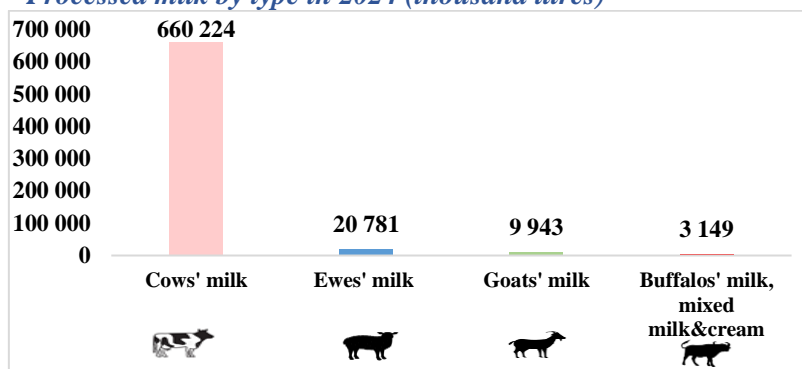 Processed milk by type in 2024 (thousand litres)
700 000
600 000
500 000
400 000
300 000
200 000
100 000
0
660 224
20 781
9 943
3 149
Cows' milk
Ewes' milk
Goats' milk
Buffalos' milk,
mixed
milk&cream